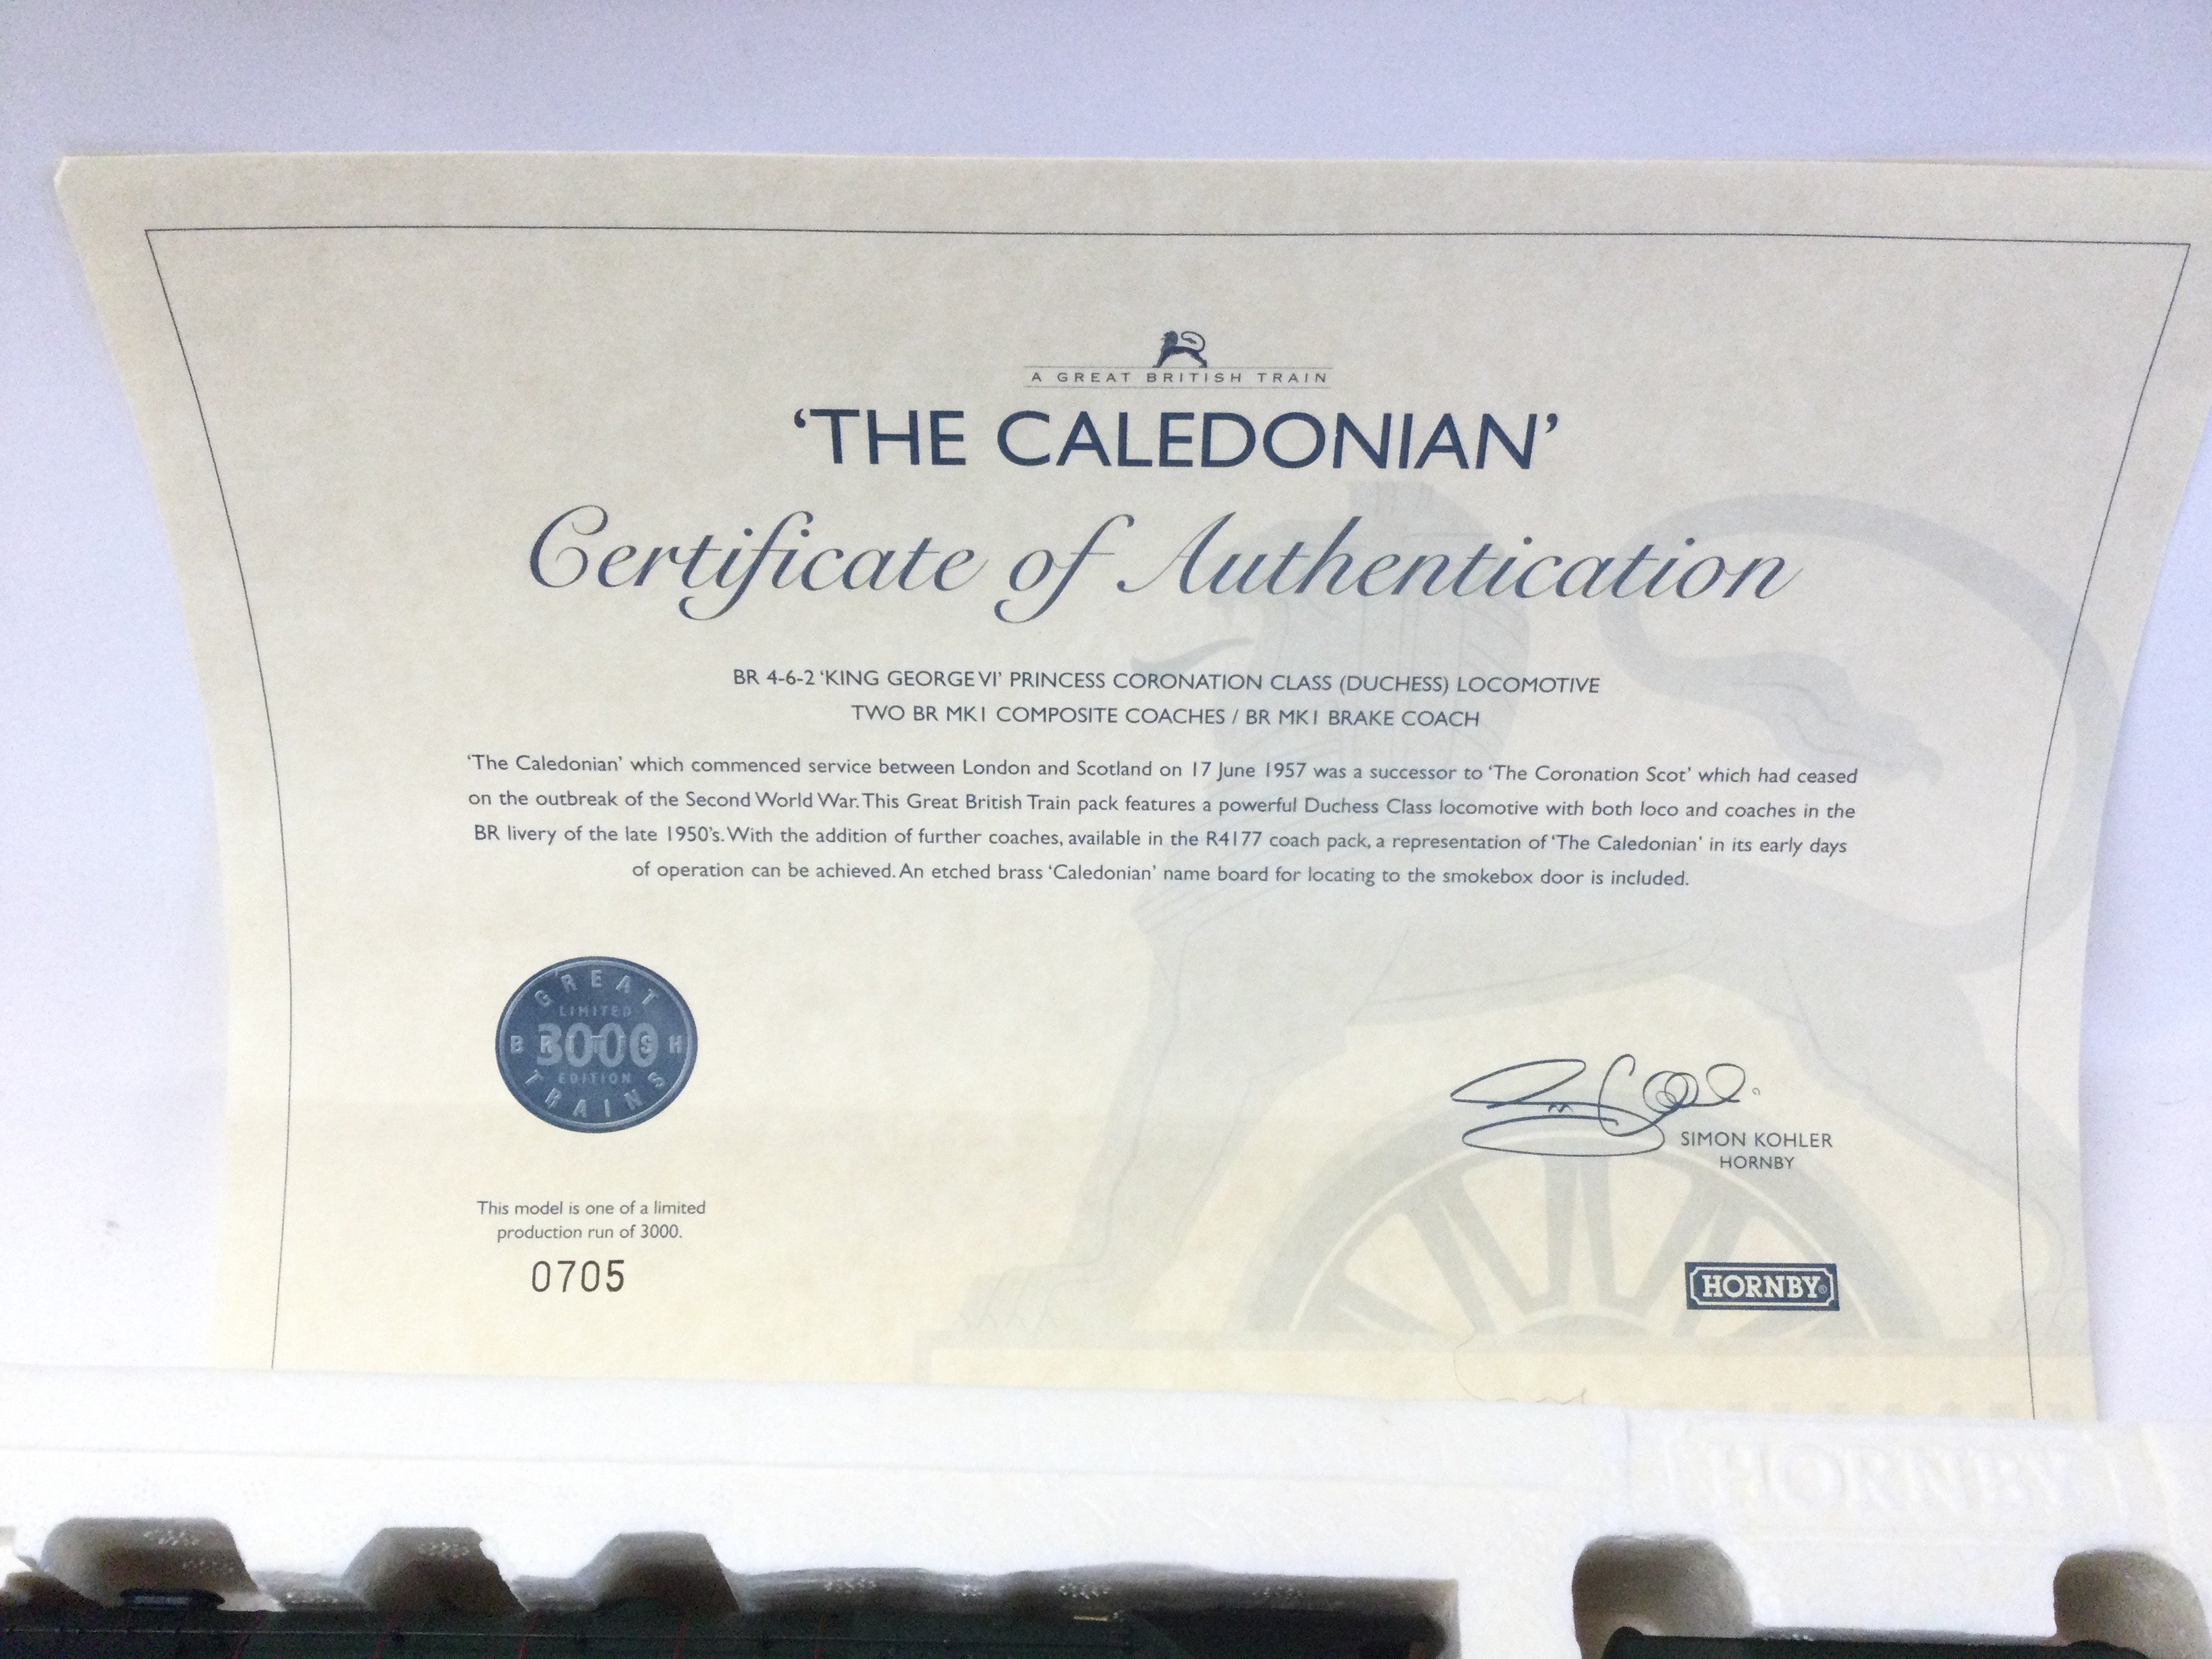 A GREAT BRITISH TRAIN
‘THE CALEDONIAN’
Certificate of Authentication
BR 4-6-2 ‘KING GEORGE VI’ PRINCESS CORONATION CLASS (DUCHESS) LOCOMOTIVE
TWO BR MK1 COMPOSITE COACHES / BR MK1 BRAKE COACH
‘The Caledonian’ which commenced service between London and Scotland on 17 June 1957 was a successor to ‘The Coronation Scot’ which had ceased
on the outbreak of the Second World War. This Great British Train pack features a powerful Duchess Class locomotive with both loco and coaches in the
BR livery of the late 1950’s. With the addition of further coaches, available in the R4177 coach pack, a representation of ‘The Caledonian’ in its early days
of operation can be achieved. An etched brass ‘Caledonian’ name board for locating to the smokebox door is included.
GREAT
LIMITED
BRITISH
3000
EDITION
TRAINS
SIMON KOHLER
HORNBY
This model is one of a limited
production run of 3000.
0705
HORNBY®
HORNBY